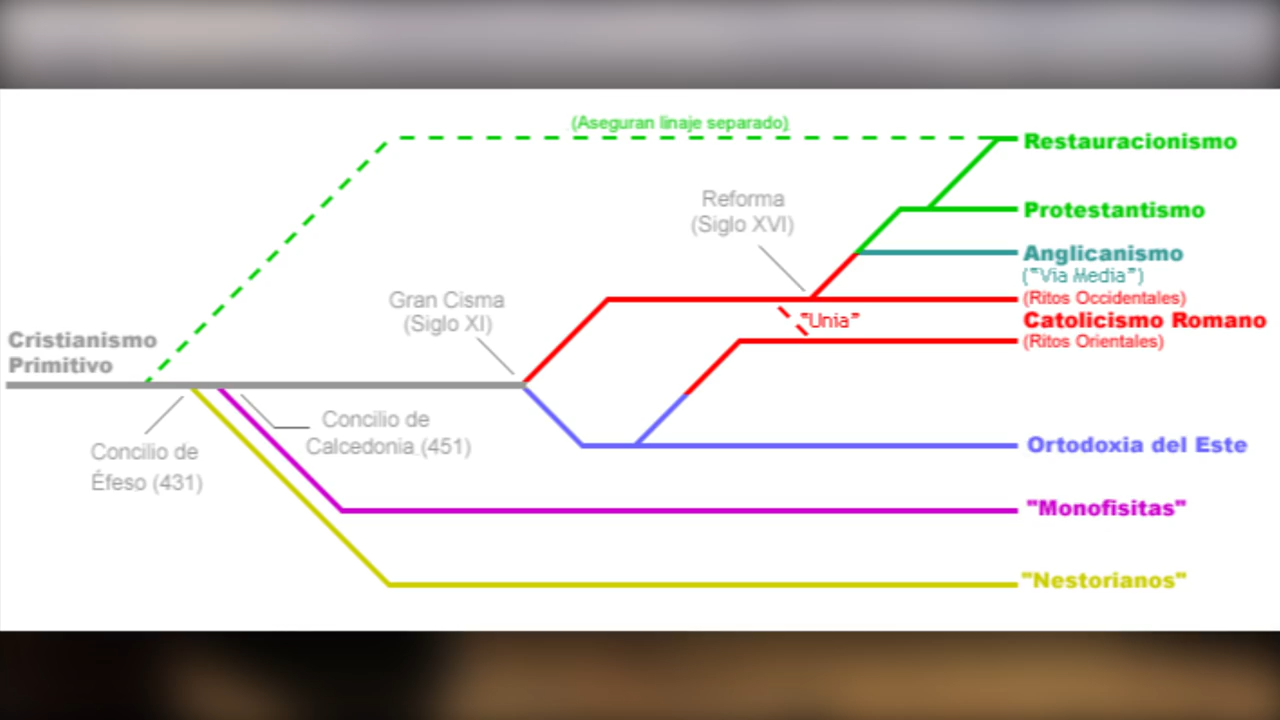 (Aseguran linaje separado)
Restauracionismo
Reforma
(Siglo XVI)
Protestantismo
Anglicanismo
("Via Media")
(Ritos Occidentales)
Gran Cisma
(Siglo XI)
"Unia"
Catolicismo Romano
(Ritos Orientales)
Cristianismo
Primitivo
Concilio de
Calcedonia (451)
Ortodoxia del Este
Concilio de
Éfeso (431)
"Monofisitas"
"Nestorianos"